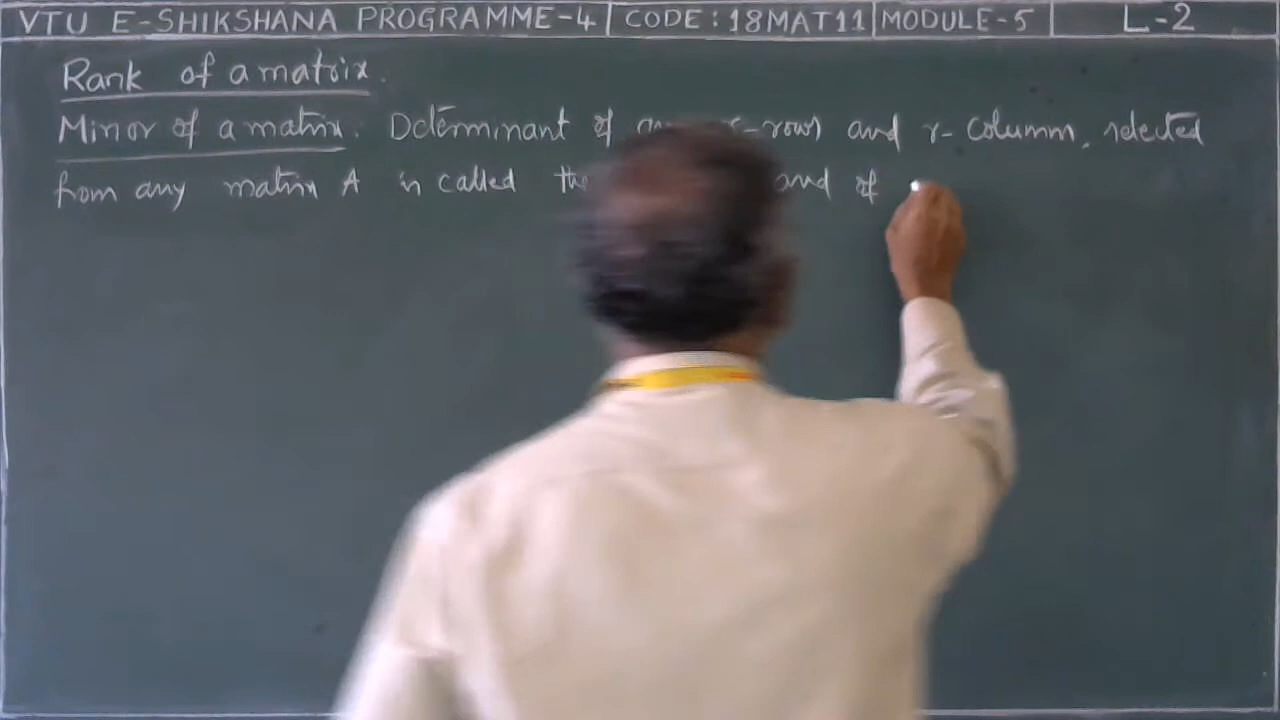 VTU E-SHIKSHANA PROGRAMME-4 CODE: 18MAT11 MODULE-5 L-2
Rank of a matrix.
Minor of a matrix. Determinant of r-rows and r-columns, selected
from any matrix A is called the and of